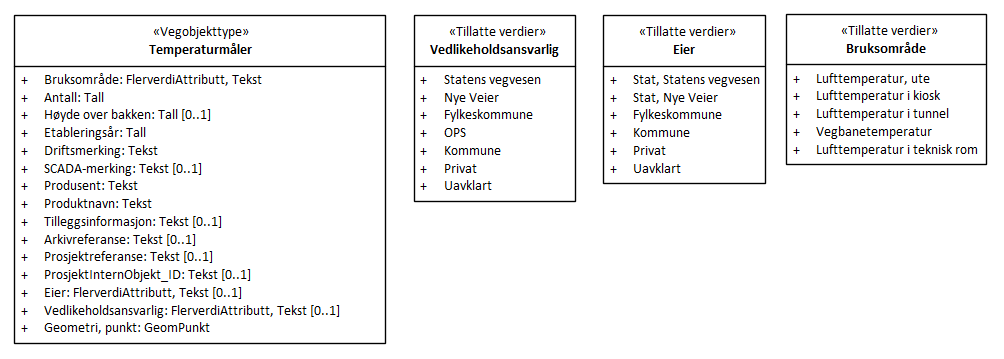 «Vegobjekttype»
Temperaturmåler
+ Bruksområde: FlerverdiAttributt, Tekst
+ Antall: Tall
+ Høyde over bakken: Tall [0..1]
+ Etableringsår: Tall
+ Driftsmerking: Tekst
+ SCADA-merking: Tekst [0..1]
+ Produsent: Tekst
+ Produktnavn: Tekst
+ Tilleggsinformasjon: Tekst [0..1]
+ Arkivreferanse: Tekst [0..1]
+ Prosjektreferanse: Tekst [0..1]
+ ProsjektInternObjekt_ID: Tekst [0..1]
+ Eier: FlerverdiAttributt, Tekst [0..1]
+ Vedlikeholdsansvarlig: FlerverdiAttributt, Tekst [0..1]
+ Geometri, punkt: GeomPunkt
«Tillatte verdier»
Vedlikeholdsansvarlig
+ Statens vegvesen
+ Nye Veier
+ Fylkeskommune
+ OPS
+ Kommune
+ Privat
+ Uavklart
«Tillatte verdier»
Eier
+ Stat, Statens vegvesen
+ Stat, Nye Veier
+ Fylkeskommune
+ Kommune
+ Privat
+ Uavklart
«Tillatte verdier»
Bruksområde
+ Lufttemperatur, ute
+ Lufttemperatur i kiosk
+ Lufttemperatur i tunnel
+ Vegbanetemperatur
+ Lufttemperatur i teknisk rom